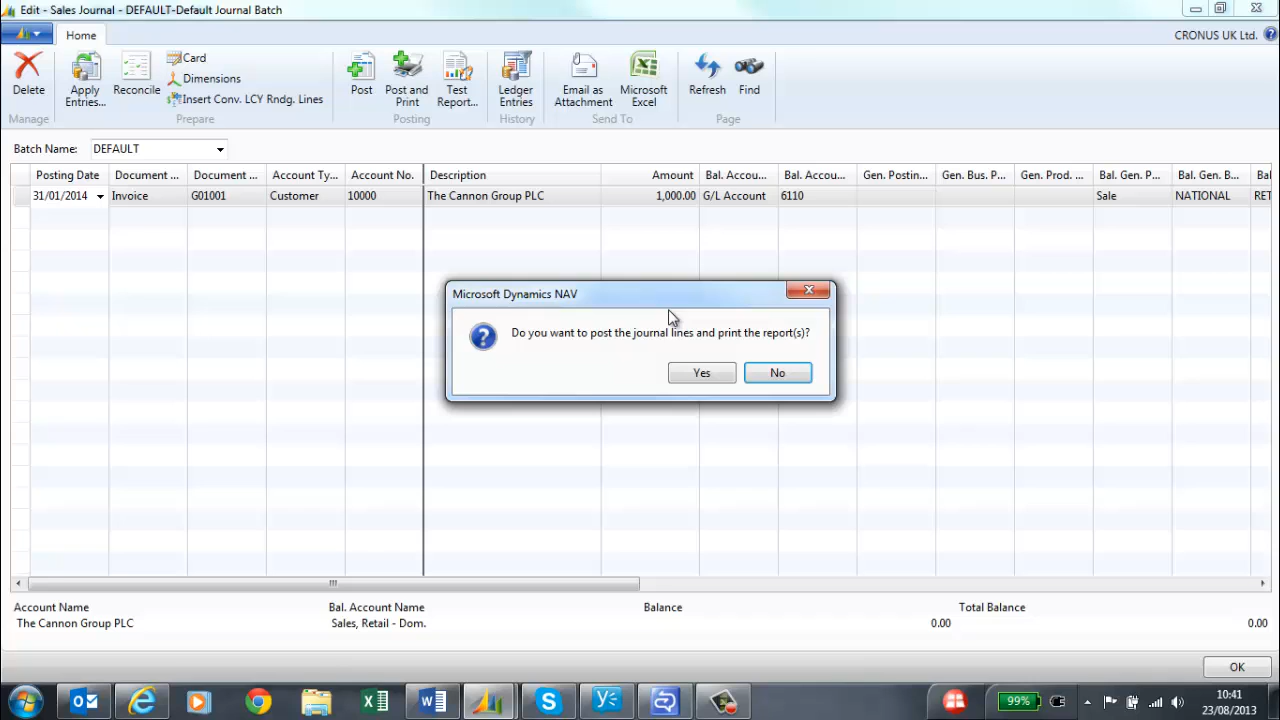 Edit - Sales Journal - DEFAULT-Default Journal Batch
Home
CRONUS UK Ltd.
Delete
Apply Entries...
Reconcile
Card
Dimensions
Insert Conv. LCY Rndg. Lines
Post
Post and Print
Test Report...
Ledger Entries
Email as Attachment
Microsoft Excel
Refresh
Find
Manage
Prepare
Posting
History
Send To
Page
Batch Name: DEFAULT
Posting Date Document ... Document ... Account Ty... Account No. Description Amount Bal. Accou... Bal. Accou... Gen. Postin... Gen. Bus. P... Gen. Prod. ... Bal. Gen. P... Bal. Gen. B... Bal
31/01/2014 Invoice G01001 Customer 10000 The Cannon Group PLC 1,000.00 G/L Account 6110 Sale NATIONAL RET
Microsoft Dynamics NAV
Do you want to post the journal lines and print the report(s)?
Yes No
Account Name Bal. Account Name Balance Total Balance
The Cannon Group PLC Sales, Retail - Dom. 0.00 0.00
OK
99%
10:41
23/08/2013